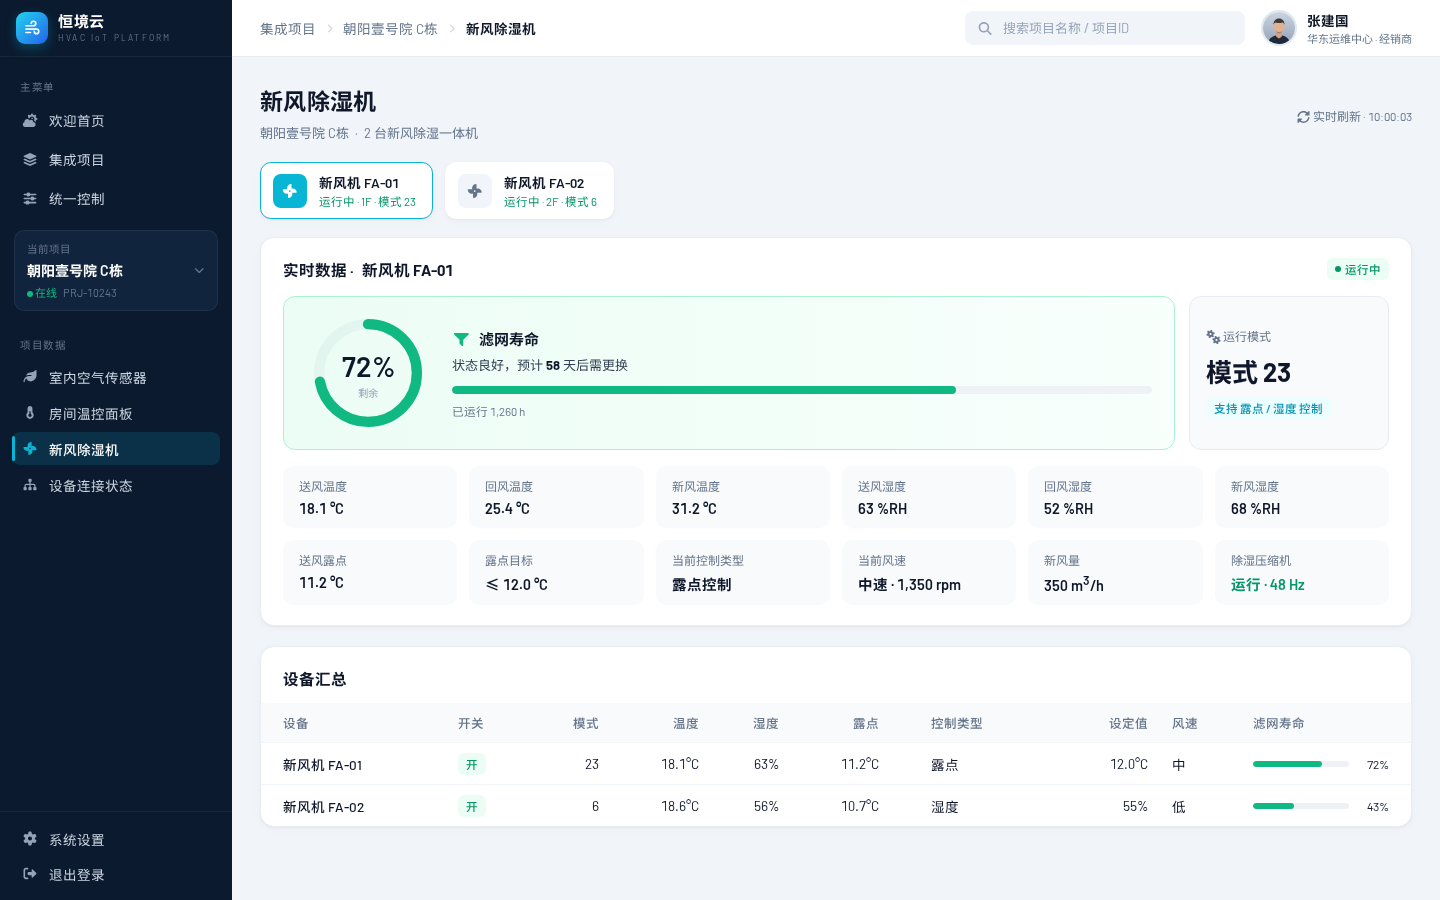 恒境云
HVAC IoT PLATFORM
主菜单
欢迎首页
集成项目
统一控制
当前项目
朝阳壹号院 C栋
在线 PRJ-10243
项目数据
室内空气传感器
房间温控面板
新风除湿机
设备连接状态
系统设置
退出登录
集成项目 > 朝阳壹号院 C栋 > 新风除湿机
搜索项目名称 / 项目ID
张建国
华东运维中心 · 经销商
新风除湿机
朝阳壹号院 C栋 · 2 台新风除湿一体机
实时刷新 · 10:00:03
新风机 FA-01
运行中 · 1F · 模式 23
新风机 FA-02
运行中 · 2F · 模式 6
实时数据 · 新风机 FA-01
运行中
72%
剩余
滤网寿命
状态良好，预计 58 天后需更换
已运行 1,260 h
运行模式
模式 23
支持 露点 / 湿度 控制
送风温度
18.1 °C
回风温度
25.4 °C
新风温度
31.2 °C
送风湿度
63 %RH
回风湿度
52 %RH
新风湿度
68 %RH
送风露点
11.2 °C
露点目标
≤ 12.0 °C
当前控制类型
露点控制
当前风速
中速 · 1,350 rpm
新风量
350 m³/h
除湿压缩机
运行 · 48 Hz
设备汇总
设备 开关 模式 温度 湿度 露点 控制类型 设定值 风速 滤网寿命
新风机 FA-01 开 23 18.1°C 63% 11.2°C 露点 12.0°C 中 72%
新风机 FA-02 开 6 18.6°C 56% 10.7°C 湿度 55% 低 43%